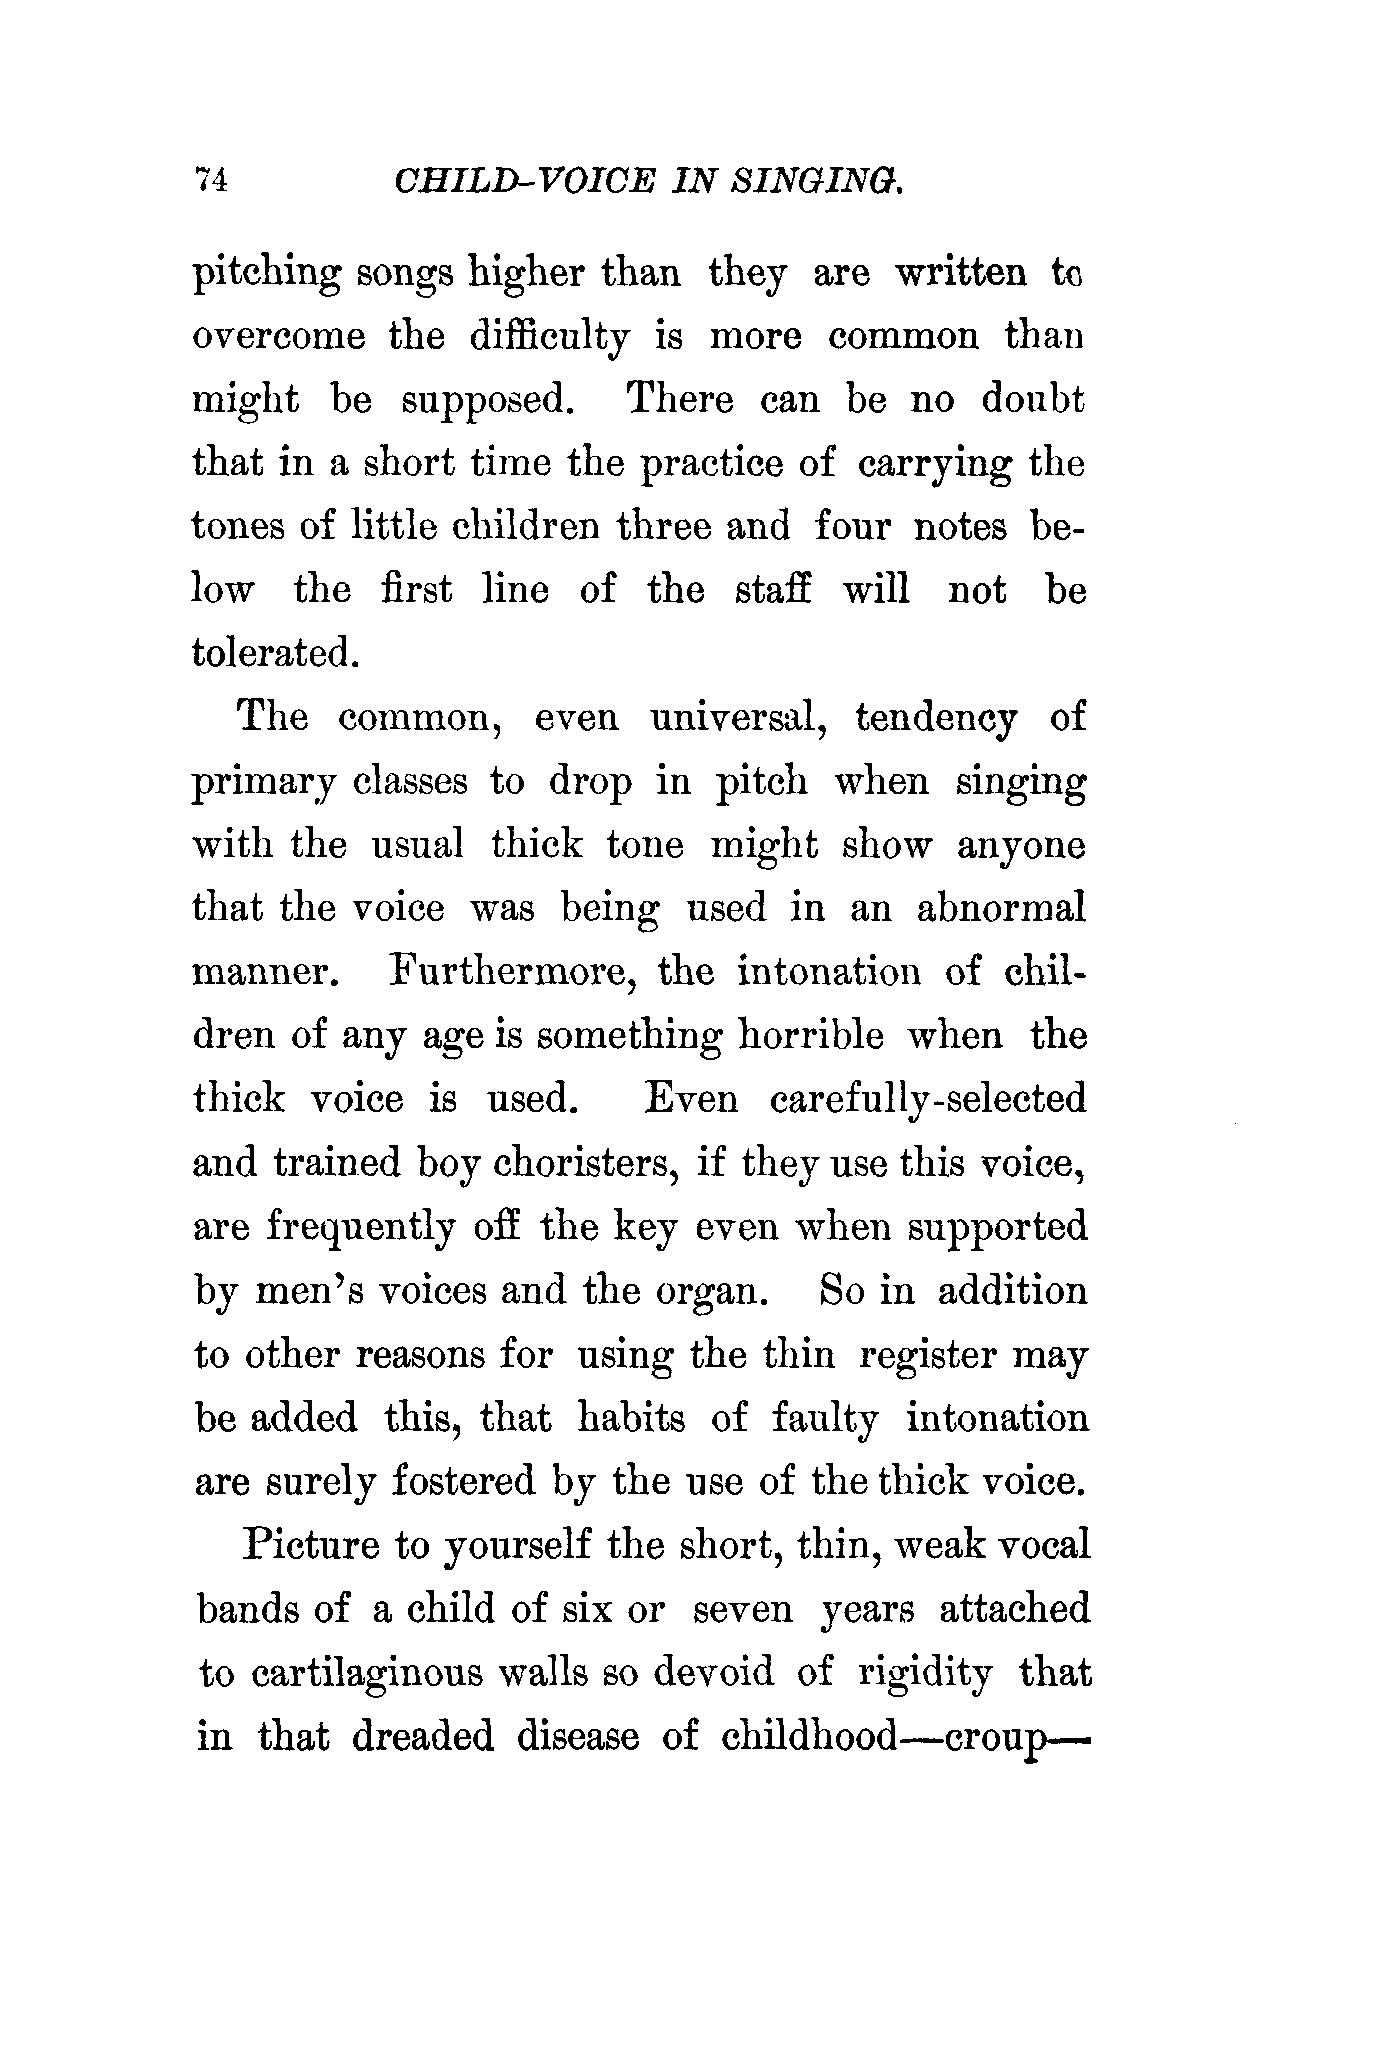 74 CHILD-VOICE IN SINGING.
pitching songs higher than they are written to
overcome the difficulty is more common than
might be supposed. There can be no doubt
that in a short time the practice of carrying the
tones of little children three and four notes be-
low the first line of the staff will not be
tolerated.
The common, even universal, tendency of
primary classes to drop in pitch when singing
with the usual thick tone might show anyone
that the voice was being used in an abnormal
manner. Furthermore, the intonation of chil-
dren of any age is something horrible when the
thick voice is used. Even carefully-selected
and trained boy choristers, if they use this voice,
are frequently off the key even when supported
by men's voices and the organ. So in addition
to other reasons for using the thin register may
be added this, that habits of faulty intonation
are surely fostered by the use of the thick voice.
Picture to yourself the short, thin, weak vocal
bands of a child of six or seven years attached
to cartilaginous walls so devoid of rigidity that
in that dreaded disease of childhood—croup—